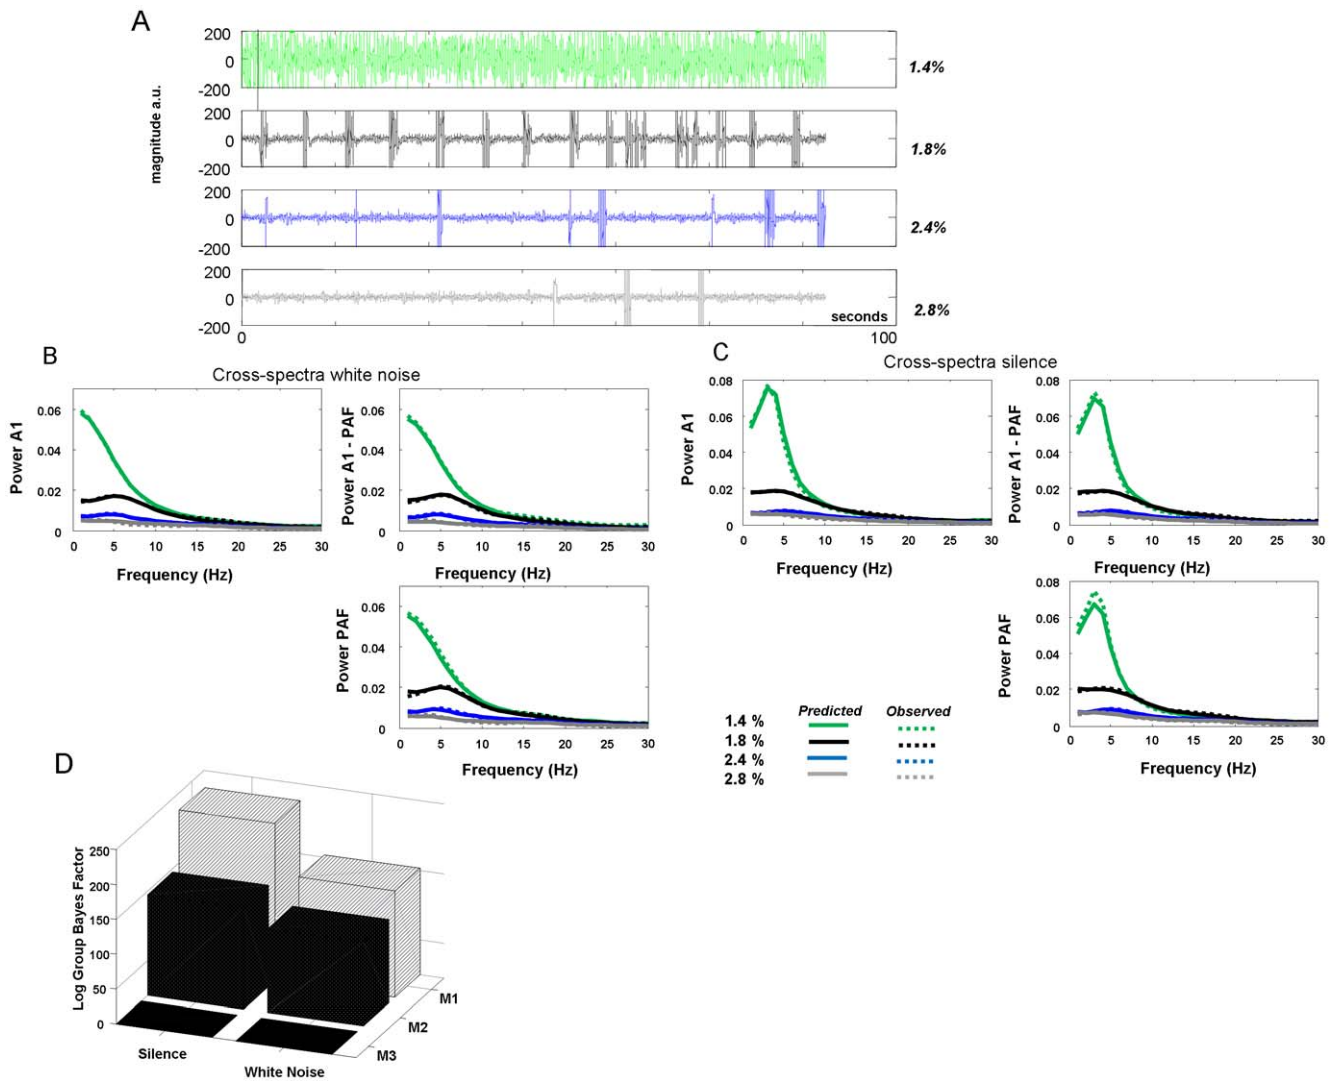 A
200
0
-200
1.4%
magnitude a.u.
200
0
-200
1.8%
200
0
-200
2.4%
200
0
-200
seconds
2.8%
0
100
B
Cross-spectra white noise
Power A1
0.06
0.04
0.02
0
0 5 10 15 20 25 30
Frequency (Hz)
Power A1 - PAF
0.06
0.04
0.02
0
0 5 10 15 20 25 30
Frequency (Hz)
Power PAF
0.06
0.04
0.02
0
0 5 10 15 20 25 30
Frequency (Hz)
C
Cross-spectra silence
Power A1
0.08
0.06
0.04
0.02
0
0 5 10 15 20 25 30
Frequency (Hz)
Power A1 - PAF
0.08
0.06
0.04
0.02
0
0 5 10 15 20 25 30
Frequency (Hz)
Power PAF
0.08
0.06
0.04
0.02
0
0 5 10 15 20 25 30
Frequency (Hz)
Predicted Observed
1.4 %
1.8 %
2.4 %
2.8 %
D
Log Group Bayes Factor
250
200
150
100
50
0
M1
M2
M3
Silence
White Noise